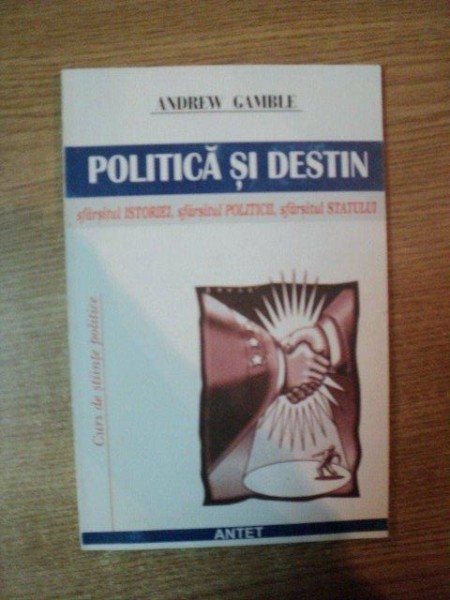 ANDREW GAMBLE
POLITICĂ ȘI DESTIN
sfârșitul ISTORIEI, sfârșitul POLITICII, sfârșitul STATULUI
Curs de științe politice
ANTET